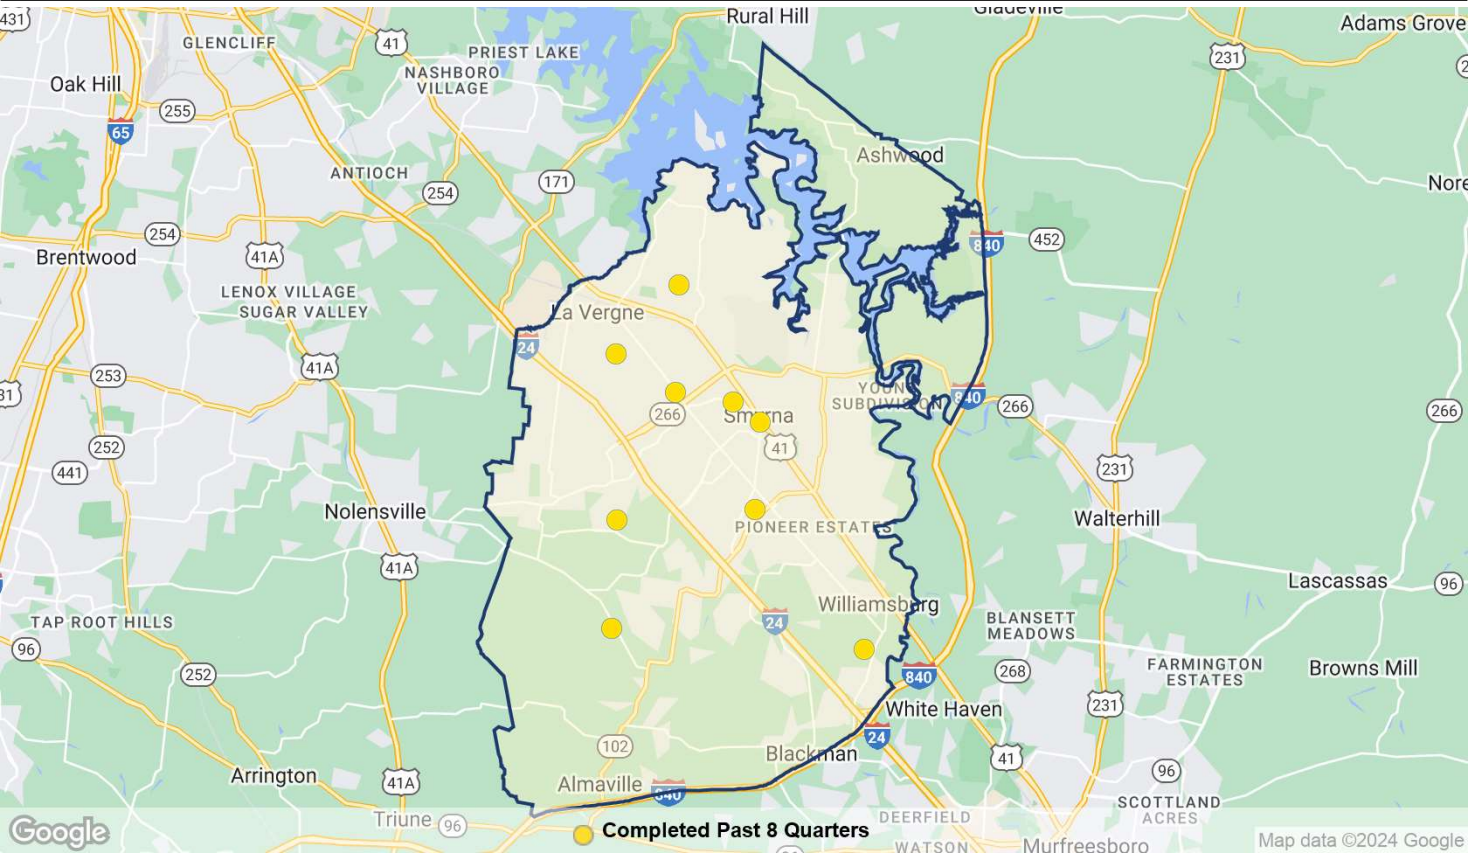 Rural Hill
Gladeville
Adams Grove
431
GLENCLIFF
41
PRIEST LAKE
231
Oak Hill
NASHBORO
VILLAGE
255
65
Ashwood
ANTIOCH
254
171
Nore
254
Brentwood
41A
840
452
LENOX VILLAGE
SUGAR VALLEY
La Vergne
24
41A
253
31
YOUNG
SUBDIVISION
840
266
266
266
Smyrna
41
252
441
231
Nolensville
PIONEER ESTATES
Walterhill
41A
Lascassas
96
TAP ROOT HILLS
24
Williamsburg
BLANSETT
MEADOWS
96
252
840
268
FARMINGTON
ESTATES
Browns Mill
White Haven
231
24
102
Blackman
41
Arrington
41A
Almaville
840
96
SCOTTLAND
ACRES
Triune
96
DEERFIELD
Google
Completed Past 8 Quarters
WATSON
Murfreesboro
Map data ©2024 Google